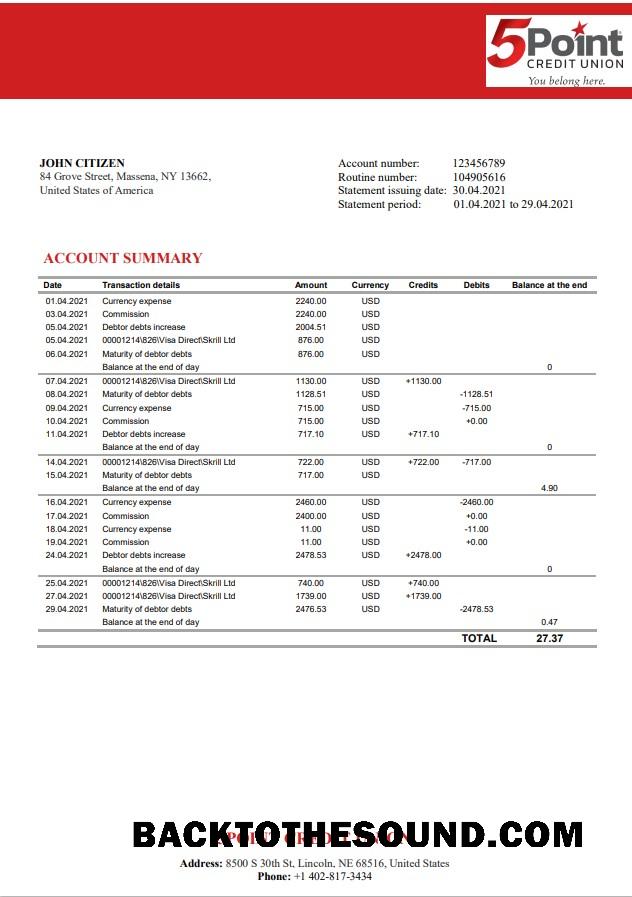 5Point
CREDIT UNION
You belong here.
JOHN CITIZEN
84 Grove Street, Massena, NY 13662,
United States of America
Account number: 123456789
Routine number: 104905616
Statement issuing date: 30.04.2021
Statement period: 01.04.2021 to 29.04.2021
ACCOUNT SUMMARY
Date Transaction details Amount Currency Credits Debits Balance at the end
01.04.2021 Currency expense 2240.00 USD
03.04.2021 Commission 2240.00 USD
05.04.2021 Debtor debts increase 2004.51 USD
05.04.2021 00001214\826\Visa Direct\Skrill Ltd 876.00 USD
06.04.2021 Maturity of debtor debts 876.00 USD
Balance at the end of day 0
07.04.2021 00001214\826\Visa Direct\Skrill Ltd 1130.00 USD +1130.00
08.04.2021 Maturity of debtor debts 1128.51 USD -1128.51
09.04.2021 Currency expense 715.00 USD -715.00
10.04.2021 Commission 715.00 USD +0.00
11.04.2021 Debtor debts increase 717.10 USD +717.10
Balance at the end of day 0
14.04.2021 00001214\826\Visa Direct\Skrill Ltd 722.00 USD +722.00 -717.00
15.04.2021 Maturity of debtor debts 717.00 USD
Balance at the end of day 4.90
16.04.2021 Currency expense 2460.00 USD -2460.00
17.04.2021 Commission 2400.00 USD +0.00
18.04.2021 Currency expense 11.00 USD -11.00
19.04.2021 Commission 11.00 USD +0.00
24.04.2021 Debtor debts increase 2478.53 USD +2478.00
Balance at the end of day 0
25.04.2021 00001214\826\Visa Direct\Skrill Ltd 740.00 USD +740.00
27.04.2021 00001214\826\Visa Direct\Skrill Ltd 1739.00 USD +1739.00
29.04.2021 Maturity of debtor debts 2476.53 USD -2478.53
Balance at the end of day 0.47
TOTAL 27.37
BACKTOTHESOUND.COM
Address: 8500 S 30th St, Lincoln, NE 68516, United States
Phone: +1 402-817-3434